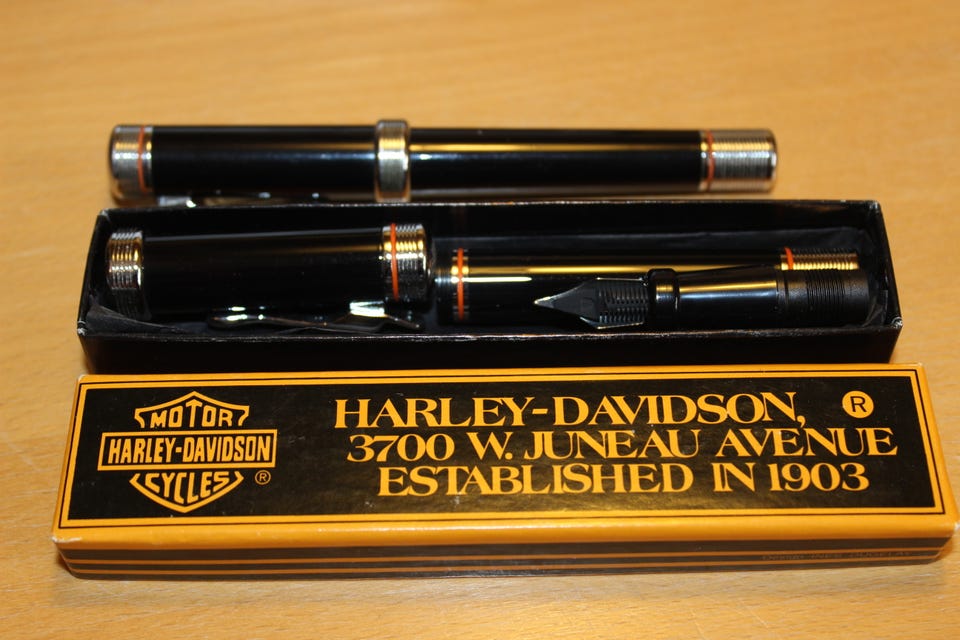 MOTOR
HARLEY-DAVIDSON
CYCLES ®
HARLEY-DAVIDSON, ®
3700 W. JUNEAU AVENUE
ESTABLISHED IN 1903